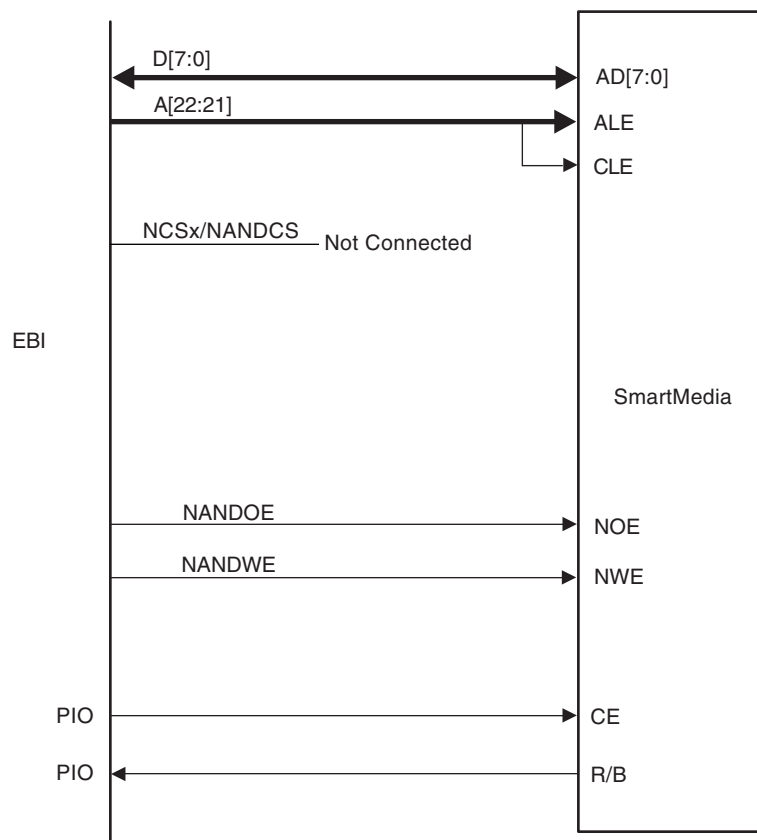 D[7:0]
AD[7:0]
A[22:21]
ALE
CLE
NCSx/NANDCS
Not Connected
EBI
SmartMedia
NANDOE
NOE
NANDWE
NWE
PIO
CE
PIO
R/B